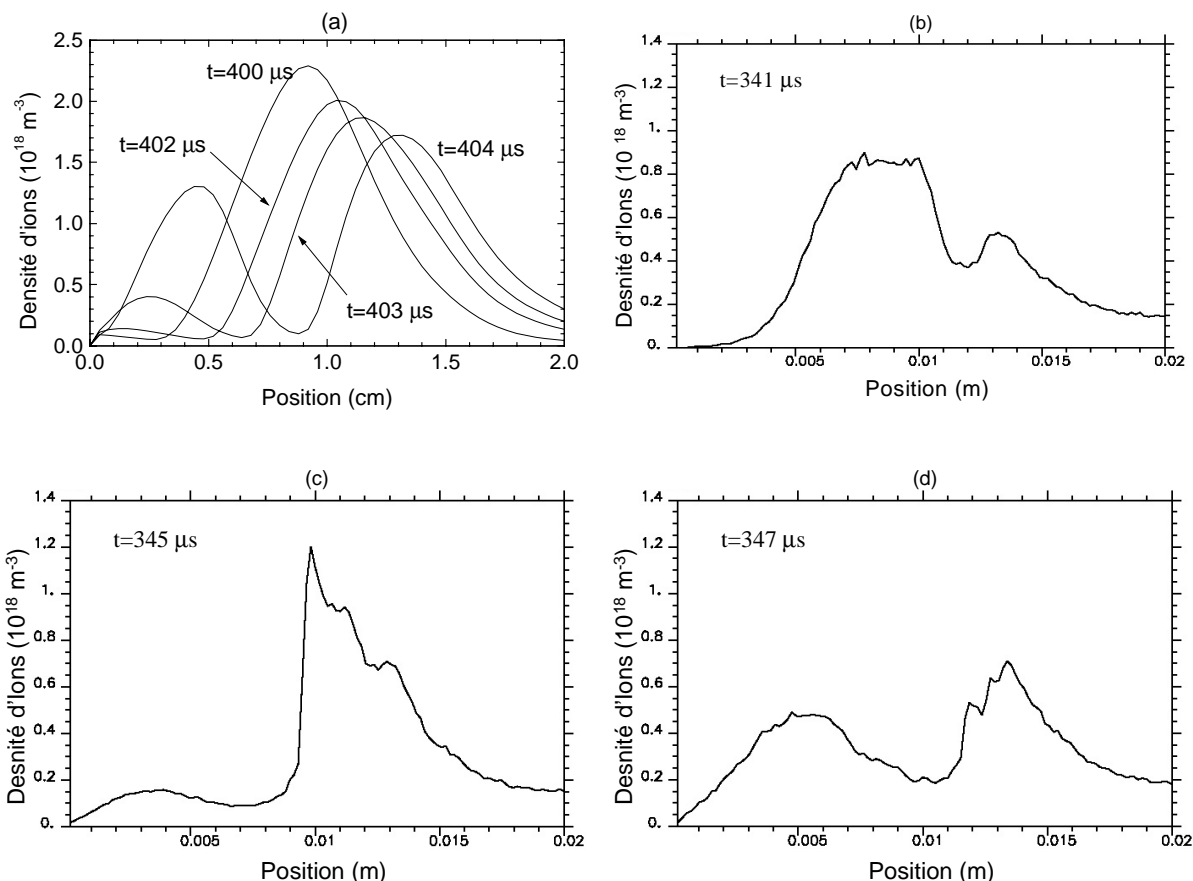 (a)
2.5
2.0
1.5
1.0
0.5
0.0
Densité d'ions (10¹⁸ m⁻³)
t=400 µs
t=402 µs
t=404 µs
t=403 µs
0.0 0.5 1.0 1.5 2.0
Position (cm)
(b)
1.4
1.2
1.
0.8
0.6
0.4
0.2
0.
Desnité d'Ions (10¹⁸ m⁻³)
t=341 µs
0.005 0.01 0.015 0.02
Position (m)
(c)
1.4
1.2
1.
0.8
0.6
0.4
0.2
0.
Desnité d'Ions (10¹⁸ m⁻³)
t=345 µs
0.005 0.01 0.015 0.02
Position (m)
(d)
1.4
1.2
1.
0.8
0.6
0.4
0.2
0.
Desnité d'Ions (10¹⁸ m⁻³)
t=347 µs
0.005 0.01 0.015 0.02
Position (m)